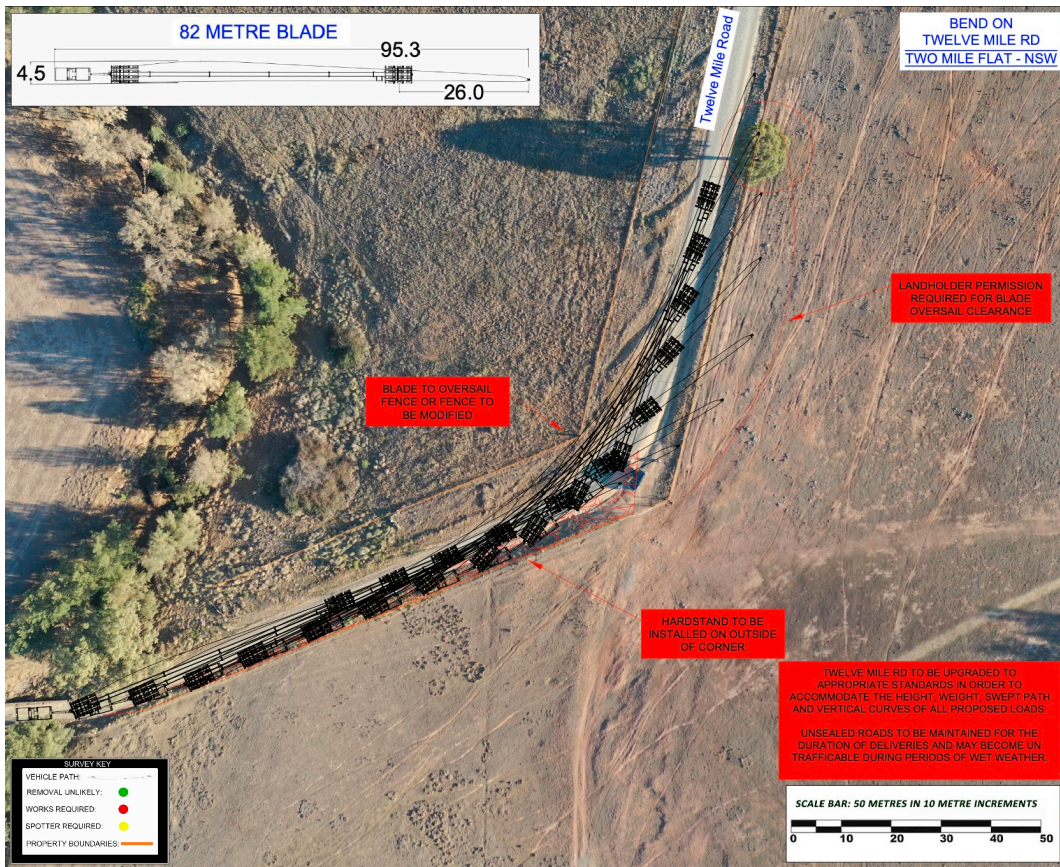 82 METRE BLADE
95.3
4.5
26.0
Twelve Mile Road
BEND ON
TWELVE MILE RD
TWO MILE FLAT - NSW
LANDHOLDER PERMISSION
REQUIRED FOR BLADE
OVERSAIL CLEARANCE
BLADE TO OVERSAIL
FENCE OR FENCE TO
BE MODIFIED
HARDSTAND TO BE
INSTALLED ON OUTSIDE
OF CORNER
TWELVE MILE RD TO BE UPGRADED TO
APPROPRIATE STANDARDS IN ORDER TO
ACCOMMODATE THE HEIGHT, WEIGHT, SWEPT PATH
AND VERTICAL CURVES OF ALL PROPOSED LOADS
UNSEALED ROADS TO BE MAINTAINED FOR THE
DURATION OF DELIVERIES AND MAY BECOME UN
TRAFFICABLE DURING PERIODS OF WET WEATHER.
SURVEY KEY
VEHICLE PATH:
REMOVAL UNLIKELY:
WORKS REQUIRED:
SPOTTER REQUIRED:
PROPERTY BOUNDARIES:
SCALE BAR: 50 METRES IN 10 METRE INCREMENTS
0 10 20 30 40 50